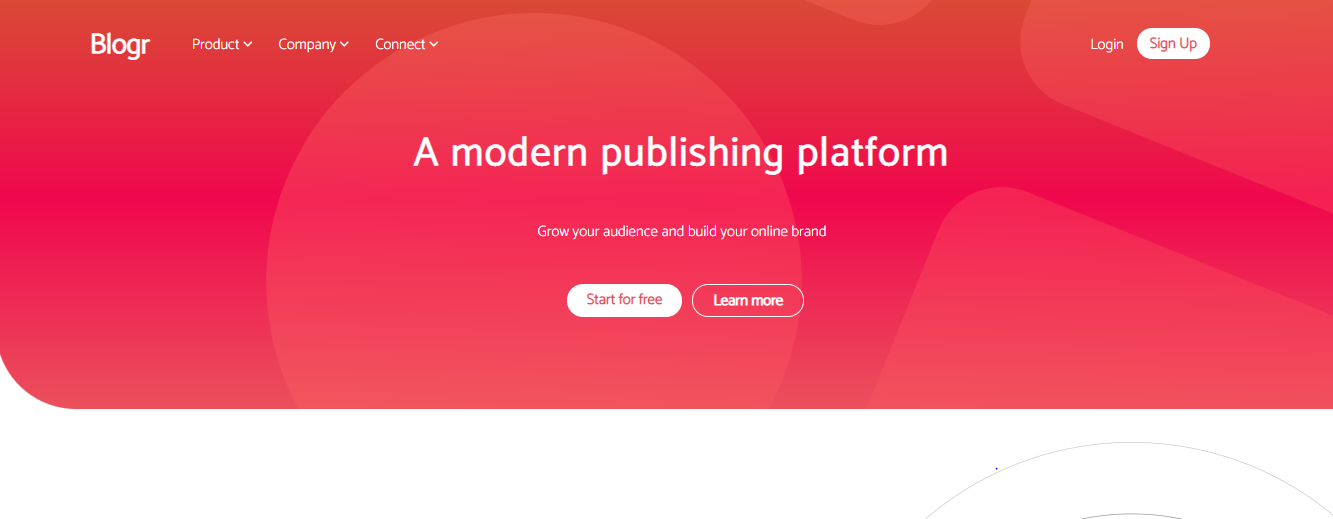 Blogr Product Company Connect Login Sign Up
A modern publishing platform
Grow your audience and build your online brand
Start for free Learn more